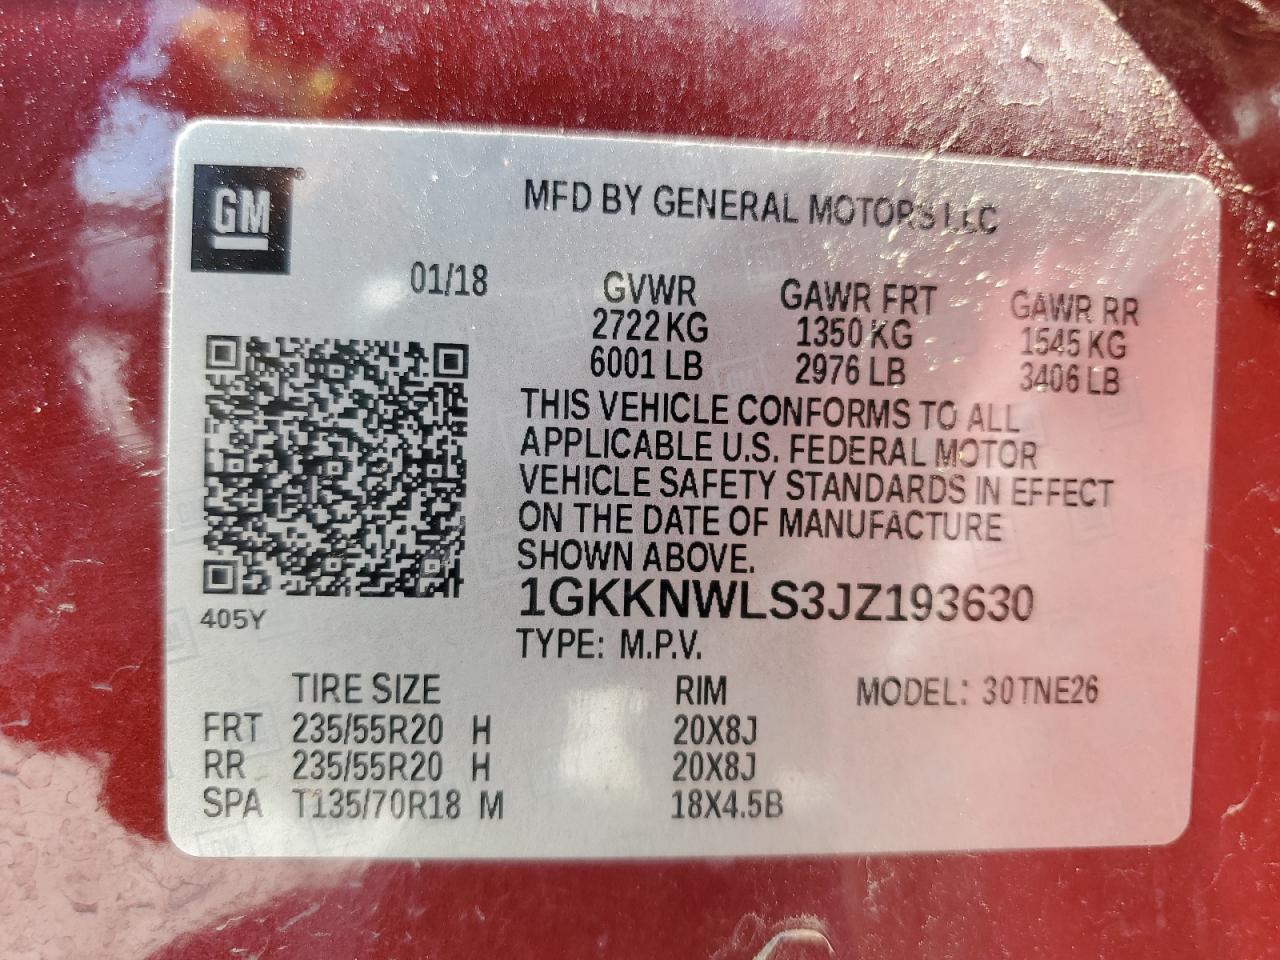 GM
MFD BY GENERAL MOTORS LLC
01/18
GVWR GAWR FRT GAWR RR
2722 KG 1350 KG 1545 KG
6001 LB 2976 LB 3406 LB
THIS VEHICLE CONFORMS TO ALL
APPLICABLE U.S. FEDERAL MOTOR
VEHICLE SAFETY STANDARDS IN EFFECT
ON THE DATE OF MANUFACTURE
SHOWN ABOVE.
1GKKNWLS3JZ193630
405Y
TYPE: M.P.V.
TIRE SIZE RIM MODEL: 30TNE26
FRT 235/55R20 H 20X8J
RR 235/55R20 H 20X8J
SPA T135/70R18 M 18X4.5B